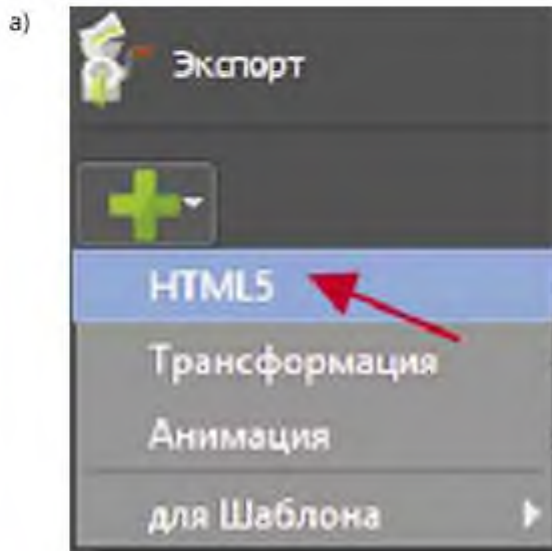 а)
Экспорт
HTML5
Трансформация
Анимация
для Шаблона